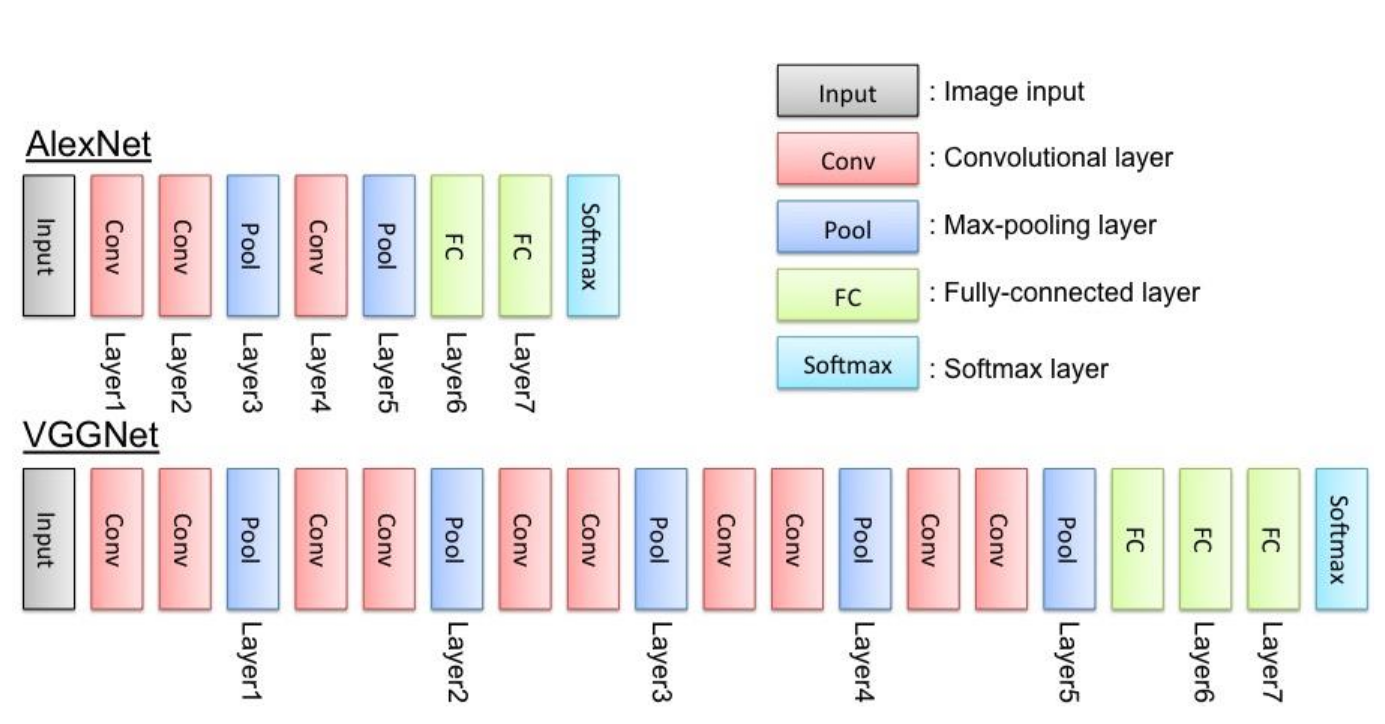 Input : Image input
Conv : Convolutional layer
Pool : Max-pooling layer
FC : Fully-connected layer
Softmax : Softmax layer
AlexNet
Input Conv Conv Pool Conv Pool FC FC Softmax
Layer1 Layer2 Layer3 Layer4 Layer5 Layer6 Layer7
VGGNet
Input Conv Conv Pool Conv Conv Pool Conv Conv Pool Conv Conv Pool Conv Conv Pool FC FC FC Softmax
Layer1 Layer2 Layer3 Layer4 Layer5 Layer6 Layer7